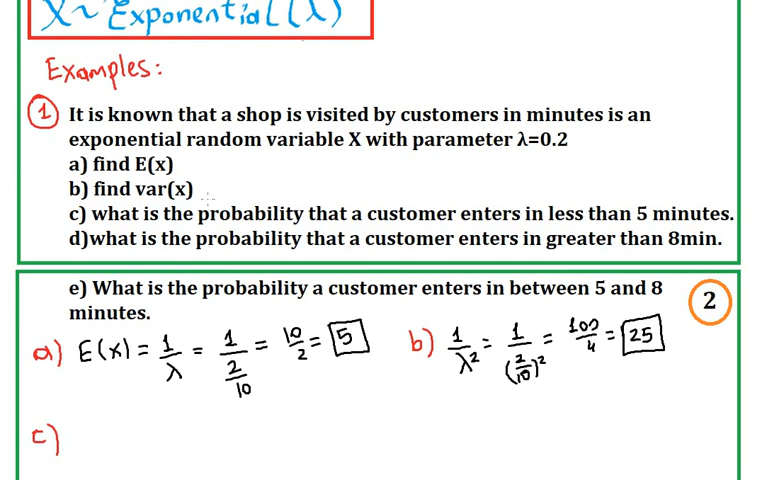 X ~ Exponential(λ)
Examples:
1 It is known that a shop is visited by customers in minutes is an
exponential random variable X with parameter λ=0.2
a) find E(x)
b) find var(x)
c) what is the probability that a customer enters in less than 5 minutes.
d)what is the probability that a customer enters in greater than 8min.
e) What is the probability a customer enters in between 5 and 8
minutes.
2
a) E(X) = 1/λ = 1/(2/10) = 10/2 = 5
b) 1/λ² = 1/(2/10)² = 100/4 = 25
c)